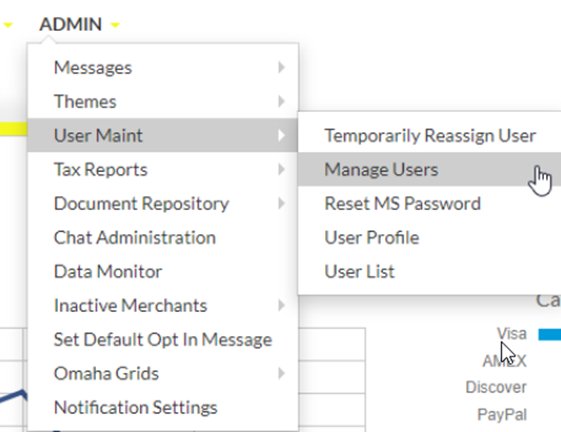 ADMIN
Messages
Themes
User Maint
Temporarily Reassign User
Tax Reports
Manage Users
Document Repository
Reset MS Password
Chat Administration
User Profile
Data Monitor
User List
Inactive Merchants
Ca
Set Default Opt In Message
Visa
AMEX
Omaha Grids
Discover
Notification Settings
PayPal